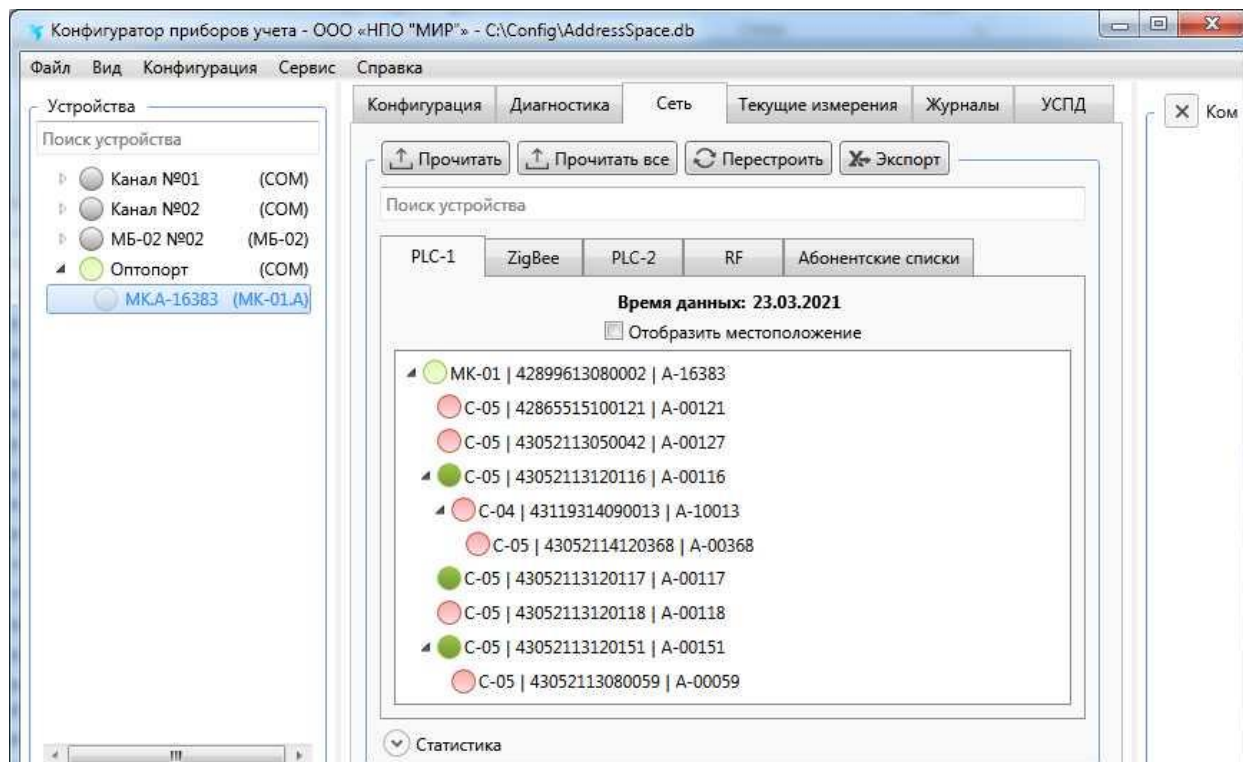 Конфигуратор приборов учета - ООО «НПО "МИР"» - C:\Config\AddressSpace.db
Файл Вид Конфигурация Сервис Справка
Устройства
Поиск устройства
Канал №01 (COM)
Канал №02 (COM)
МБ-02 №02 (МБ-02)
Оптопорт (COM)
МК.А-16383 (МК-01.А)
Конфигурация Диагностика Сеть Текущие измерения Журналы УСПД
Прочитать Прочитать все Перестроить Экспорт
Поиск устройства
PLC-1 ZigBee PLC-2 RF Абонентские списки
Время данных: 23.03.2021
Отобразить местоположение
МК-01 | 42899613080002 | А-16383
С-05 | 42865515100121 | А-00121
С-05 | 43052113050042 | А-00127
С-05 | 43052113120116 | А-00116
С-04 | 43119314090013 | А-10013
С-05 | 43052114120368 | А-00368
С-05 | 43052113120117 | А-00117
С-05 | 43052113120118 | А-00118
С-05 | 43052113120151 | А-00151
С-05 | 43052113080059 | А-00059
Статистика
Ком